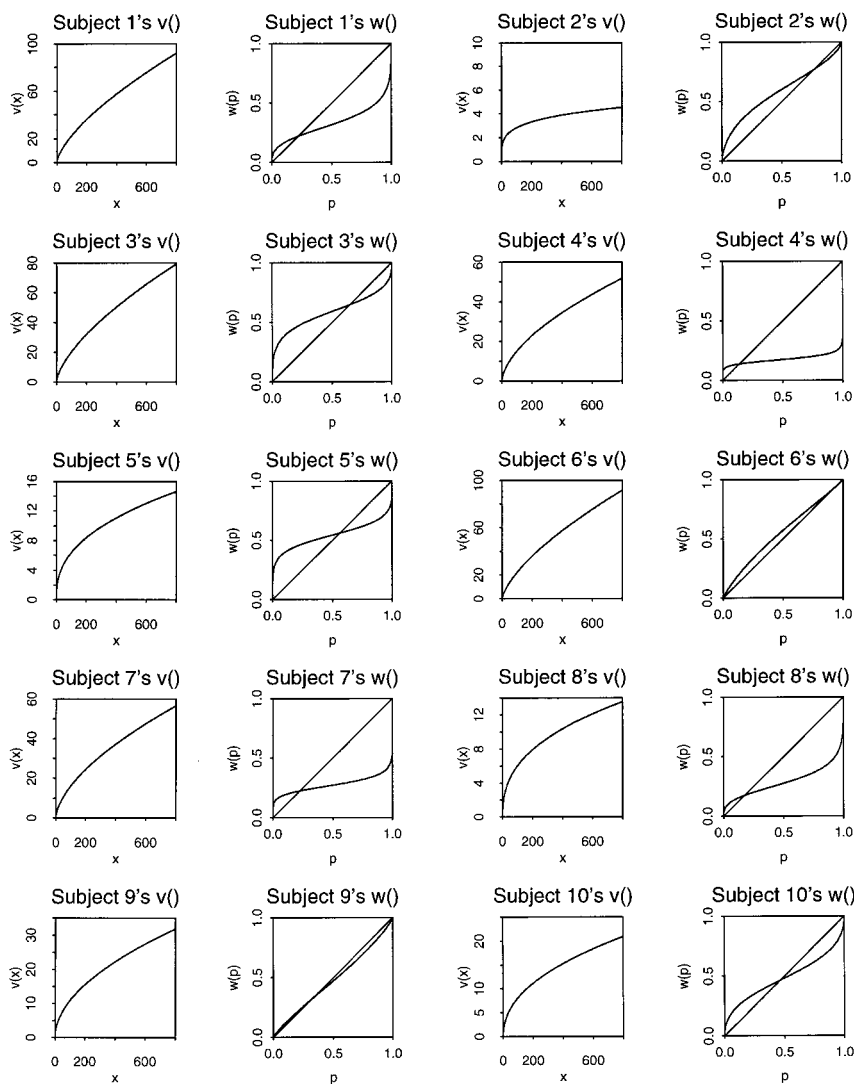 Subject 1's v()
v(x)
0 20 60 100
0 200 600
x
Subject 1's w()
w(p)
0.0 0.5 1.0
0.0 0.5 1.0
p
Subject 2's v()
v(x)
0 2 4 6 8 10
0 200 600
x
Subject 2's w()
w(p)
0.0 0.5 1.0
0.0 0.5 1.0
p
Subject 3's v()
v(x)
0 20 40 60 80
0 200 600
x
Subject 3's w()
w(p)
0.0 0.5 1.0
0.0 0.5 1.0
p
Subject 4's v()
v(x)
0 20 40 60
0 200 600
x
Subject 4's w()
w(p)
0.0 0.5 1.0
0.0 0.5 1.0
p
Subject 5's v()
v(x)
0 4 8 12 16
0 200 600
x
Subject 5's w()
w(p)
0.0 0.5 1.0
0.0 0.5 1.0
p
Subject 6's v()
v(x)
0 20 60 100
0 200 600
x
Subject 6's w()
w(p)
0.0 0.5 1.0
0.0 0.5 1.0
p
Subject 7's v()
v(x)
0 20 40 60
0 200 600
x
Subject 7's w()
w(p)
0.0 0.5 1.0
0.0 0.5 1.0
p
Subject 8's v()
v(x)
0 4 8 12
0 200 600
x
Subject 8's w()
w(p)
0.0 0.5 1.0
0.0 0.5 1.0
p
Subject 9's v()
v(x)
0 10 20 30
0 200 600
x
Subject 9's w()
w(p)
0.0 0.5 1.0
0.0 0.5 1.0
p
Subject 10's v()
v(x)
0 5 10 20
0 200 600
x
Subject 10's w()
w(p)
0.0 0.5 1.0
0.0 0.5 1.0
p